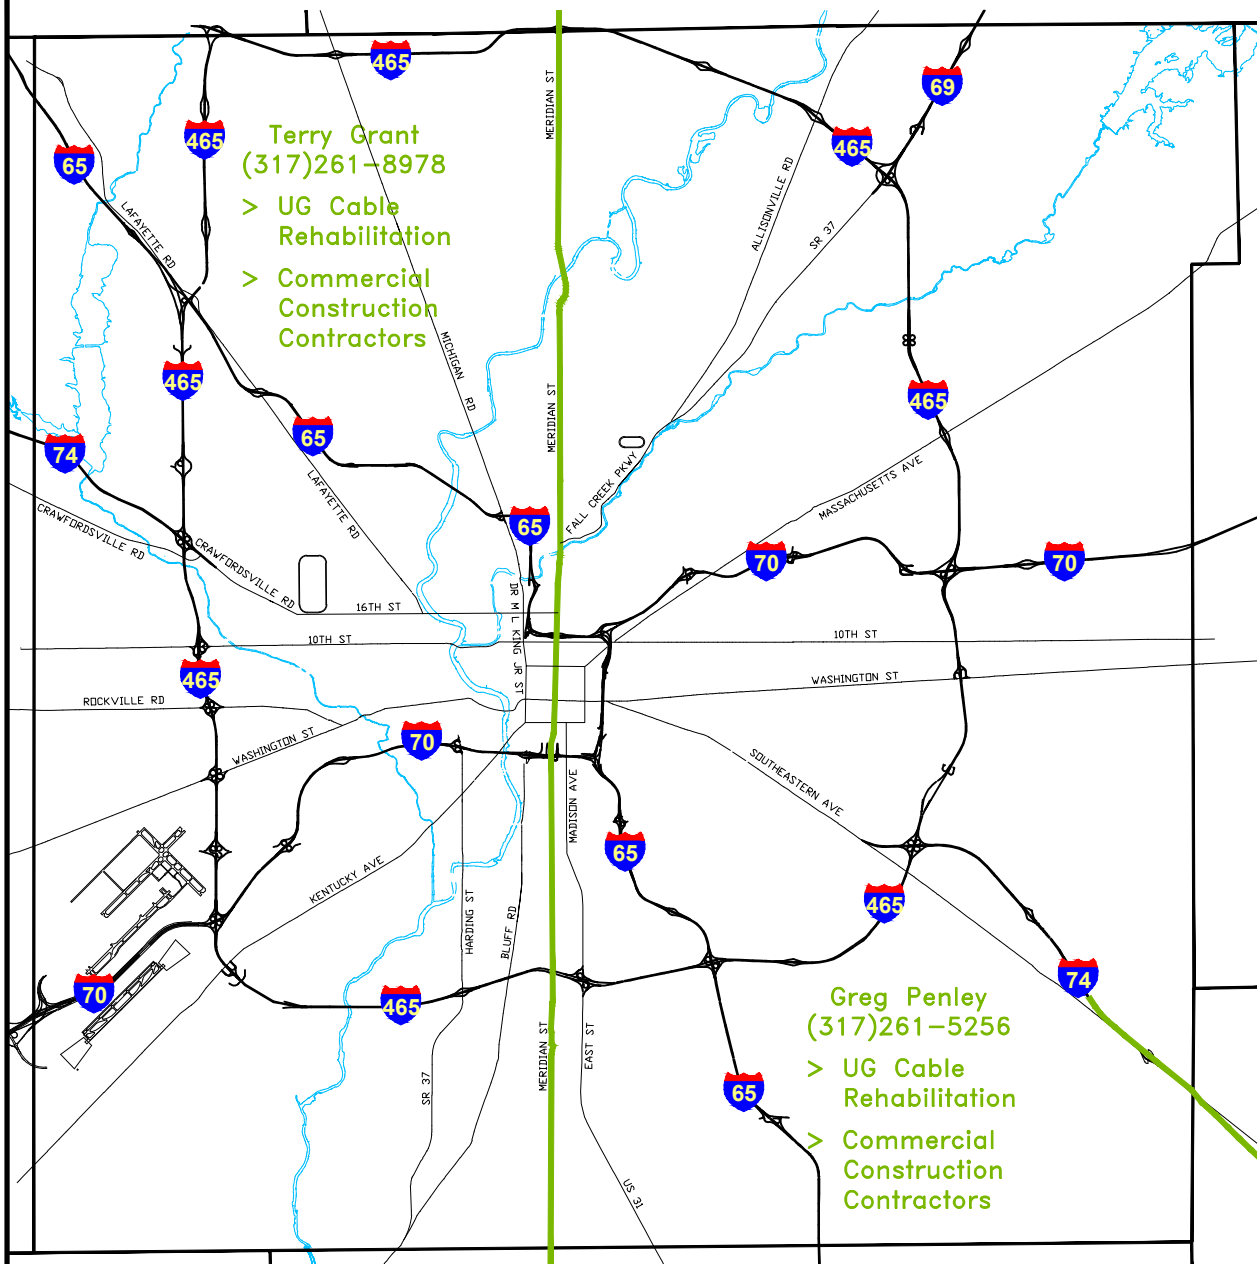 465
MERIDIAN ST
69
465
Terry Grant
(317)261-8978
465
65
ALLISONVILLE RD
> UG Cable
Rehabilitation
LAFAYETTE RD
SR 37
> Commercial
Construction
Contractors
MICHIGAN RD
465
465
MERIDIAN ST
65
74
FALL CREEK PKWY
MASSACHUSETTS AVE
LAFAYETTE RD
65
CRAWFORDSVILLE RD
CRAWFORDSVILLE RD
70
70
16TH ST
DR M L KING JR ST
10TH ST
10TH ST
465
WASHINGTON ST
ROCKVILLE RD
WASHINGTON ST
70
SOUTHEASTERN AVE
MADISON AVE
65
KENTUCKY AVE
465
HARDING ST
BLUFF RD
70
465
74
Greg Penley
(317)261-5256
MERIDIAN ST
EAST ST
SR 37
65
> UG Cable
Rehabilitation
> Commercial
Construction
Contractors
US 31